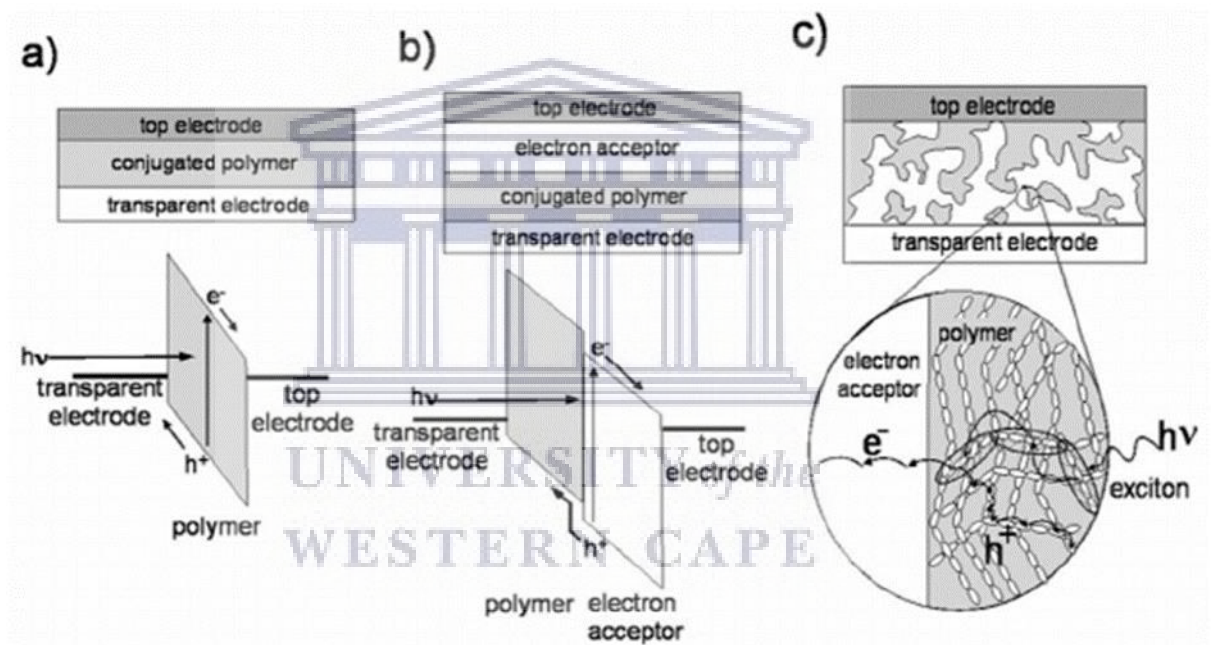 a)
top electrode
conjugated polymer
transparent electrode
hν
e-
transparent
electrode
top
electrode
h+
polymer
b)
top electrode
electron acceptor
conjugated polymer
transparent electrode
e-
hν
transparent
electrode
top
electrode
h+
polymer electron
acceptor
c)
top electrode
transparent electrode
polymer
electron
acceptor
e-
hν
exciton
h+
UNIVERSITY of the
WESTERN CAPE